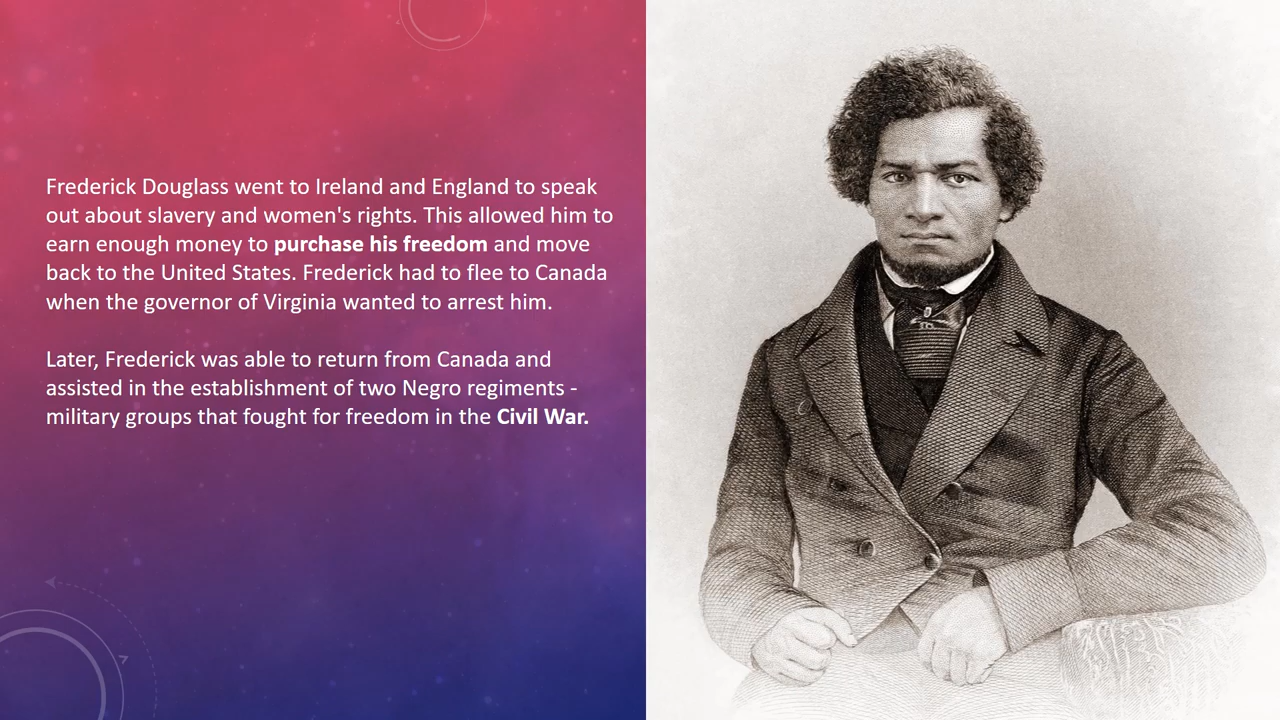 Frederick Douglass went to Ireland and England to speak
out about slavery and women's rights. This allowed him to
earn enough money to purchase his freedom and move
back to the United States. Frederick had to flee to Canada
when the governor of Virginia wanted to arrest him.
Later, Frederick was able to return from Canada and
assisted in the establishment of two Negro regiments -
military groups that fought for freedom in the Civil War.